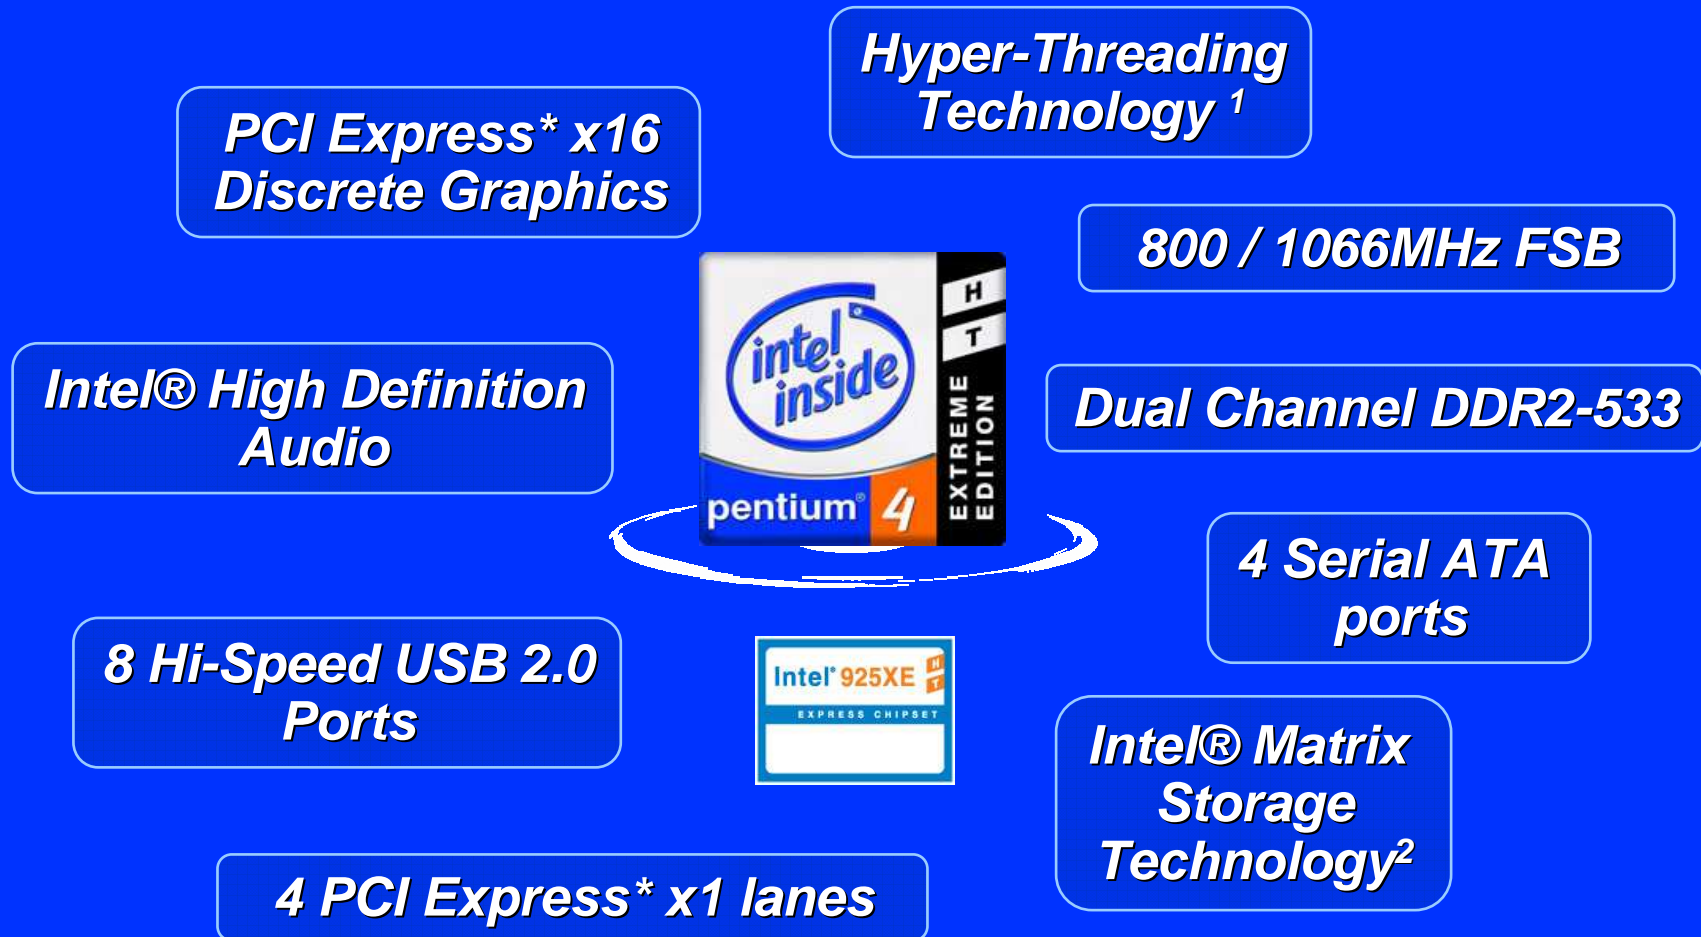 Hyper-Threading
Technology 1
PCI Express* x16
Discrete Graphics
800 / 1066MHz FSB
intel
inside
pentium® 4
H
T
EXTREME
EDITION
Intel® High Definition
Audio
Dual Channel DDR2-533
4 Serial ATA
ports
8 Hi-Speed USB 2.0
Ports
Intel® 925XE HT
EXPRESS CHIPSET
Intel® Matrix
Storage
Technology2
4 PCI Express* x1 lanes